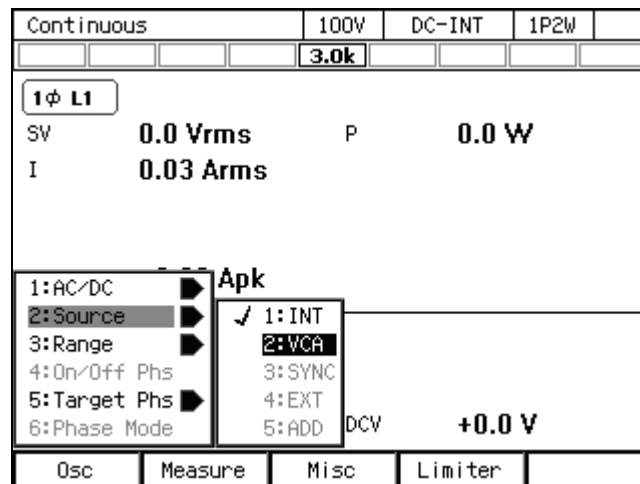 Continuous 100V DC-INT 1P2W
3.0k
1ϕ L1
SV 0.0 Vrms P 0.0 W
I 0.03 Arms
Apk
1:AC/DC
2:Source ✓ 1:INT
3:Range 2:VCA
4:On/Off Phs 3:SYNC
5:Target Phs 4:EXT
6:Phase Mode 5:ADD DCV +0.0 V
Osc Measure Misc Limiter